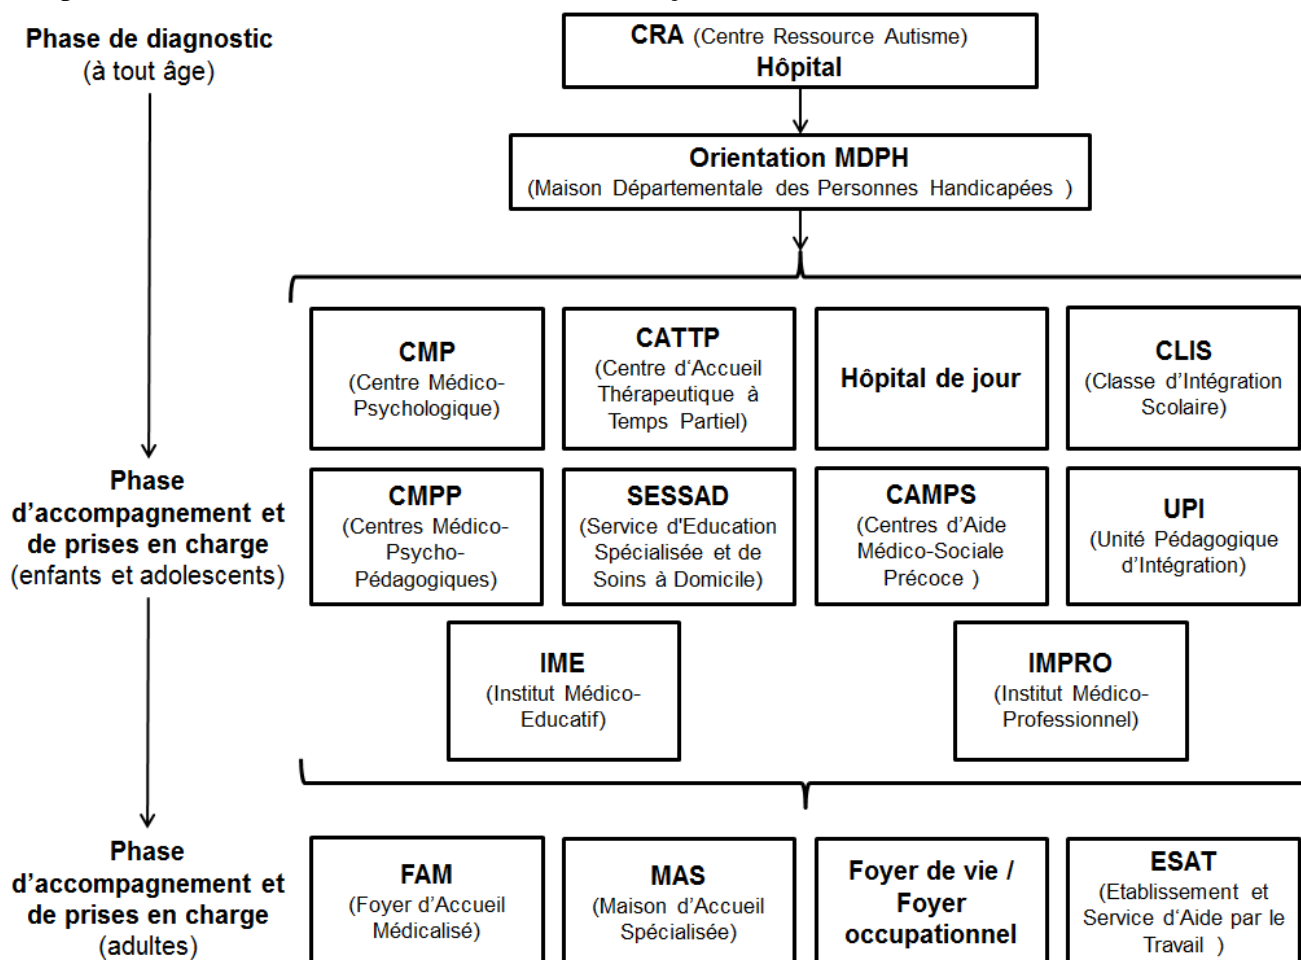 Phase de diagnostic
(à tout âge)
CRA (Centre Ressource Autisme)
Hôpital
Orientation MDPH
(Maison Départementale des Personnes Handicapées )
Phase
d'accompagnement et
de prises en charge
(enfants et adolescents)
CMP
(Centre Médico-
Psychologique)
CATTP
(Centre d'Accueil
Thérapeutique à
Temps Partiel)
Hôpital de jour
CLIS
(Classe d'Intégration
Scolaire)
CMPP
(Centres Médico-
Psycho-
Pédagogiques)
SESSAD
(Service d'Education
Spécialisée et de
Soins à Domicile)
CAMPS
(Centres d'Aide
Médico-Sociale
Précoce )
UPI
(Unité Pédagogique
d'Intégration)
IME
(Institut Médico-
Educatif)
IMPRO
(Institut Médico-
Professionnel)
Phase
d'accompagnement et
de prises en charge
(adultes)
FAM
(Foyer d'Accueil
Médicalisé)
MAS
(Maison d'Accueil
Spécialisée)
Foyer de vie /
Foyer
occupationnel
ESAT
(Etablissement et
Service d'Aide par le
Travail )